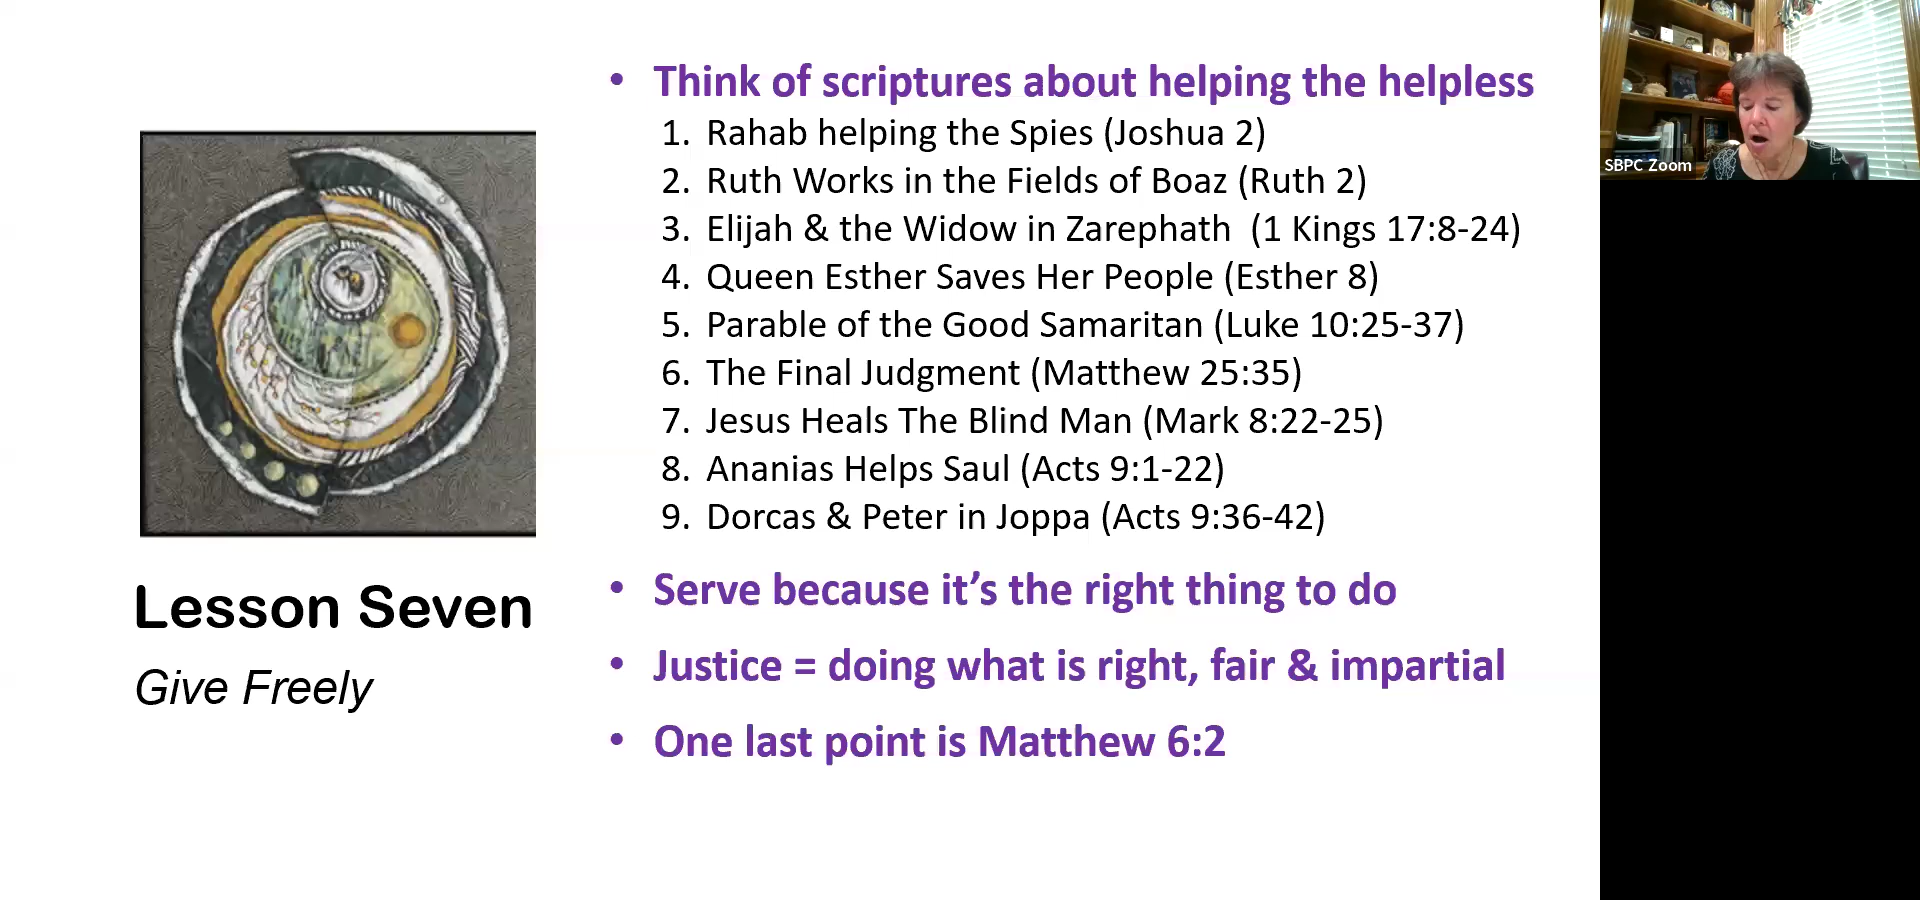 • Think of scriptures about helping the helpless
1. Rahab helping the Spies (Joshua 2)
2. Ruth Works in the Fields of Boaz (Ruth 2)
3. Elijah & the Widow in Zarephath (1 Kings 17:8-24)
4. Queen Esther Saves Her People (Esther 8)
5. Parable of the Good Samaritan (Luke 10:25-37)
6. The Final Judgment (Matthew 25:35)
7. Jesus Heals The Blind Man (Mark 8:22-25)
8. Ananias Helps Saul (Acts 9:1-22)
9. Dorcas & Peter in Joppa (Acts 9:36-42)
• Serve because it’s the right thing to do
• Justice = doing what is right, fair & impartial
• One last point is Matthew 6:2
Lesson Seven
Give Freely
SBPC Zoom